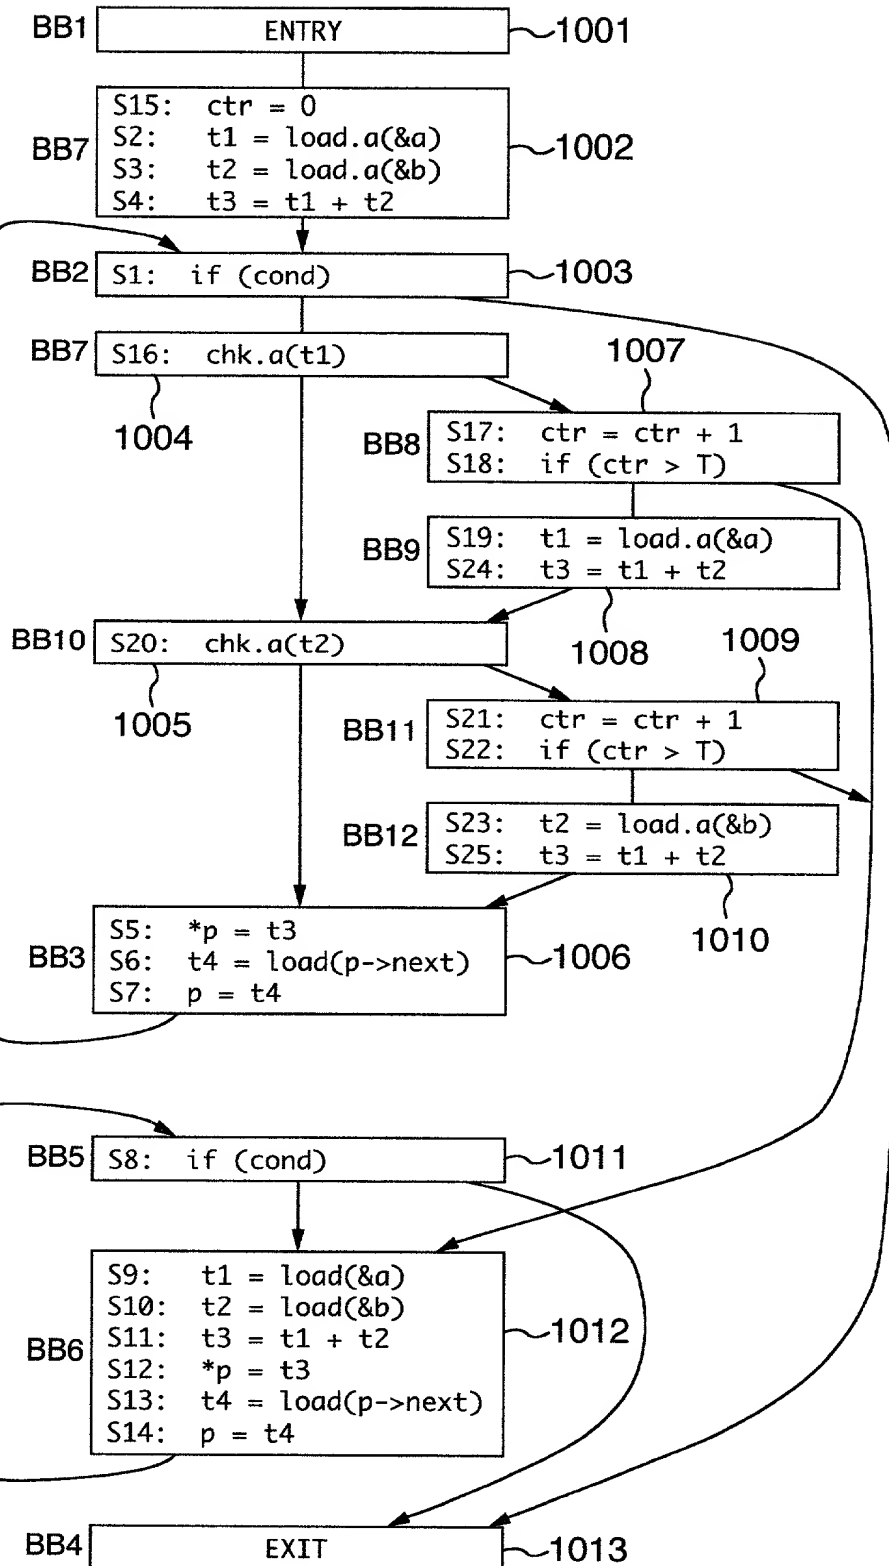 BB1 ENTRY 1001
BB7 1002
S15: ctr = 0
S2: t1 = load.a(&a)
S3: t2 = load.a(&b)
S4: t3 = t1 + t2
BB2 S1: if (cond) 1003
BB7 S16: chk.a(t1)
1004
1007
BB8
S17: ctr = ctr + 1
S18: if (ctr > T)
BB9
S19: t1 = load.a(&a)
S24: t3 = t1 + t2
1008
BB10 S20: chk.a(t2)
1005
1009
BB11
S21: ctr = ctr + 1
S22: if (ctr > T)
BB12
S23: t2 = load.a(&b)
S25: t3 = t1 + t2
1010
BB3 1006
S5: *p = t3
S6: t4 = load(p->next)
S7: p = t4
BB5 S8: if (cond) 1011
BB6 1012
S9: t1 = load(&a)
S10: t2 = load(&b)
S11: t3 = t1 + t2
S12: *p = t3
S13: t4 = load(p->next)
S14: p = t4
BB4 EXIT 1013